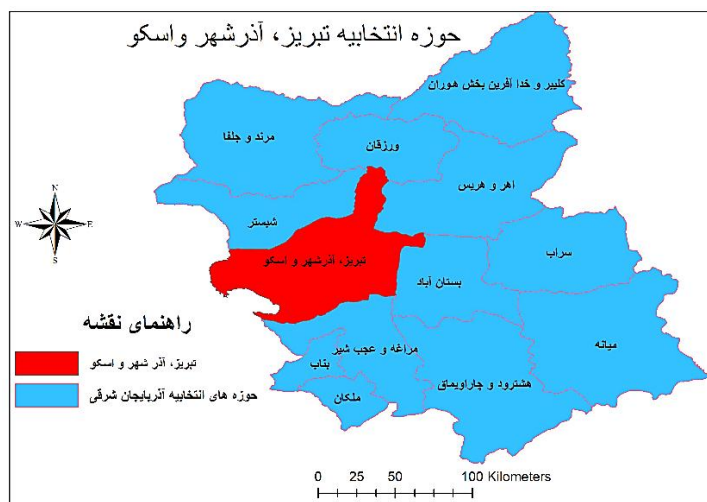 حوزه انتخابیه تبریز، آذرشهر واسکو
کلیبر و خدا آفرین بخش هوران
مرند و جلفا
ورزقان
اهر و هریس
شبستر
تبریز، آذرشهر و اسکو
سراب
بستان آباد
میانه
مراغه و عجب شیر
بناب
هشترود و چاراویماق
ملکان
N
W
E
S
راهنمای نقشه
تبریز، آذر شهر و اسکو
حوزه های انتخابیه آذربایجان شرقی
0 25 50 100 Kilometers